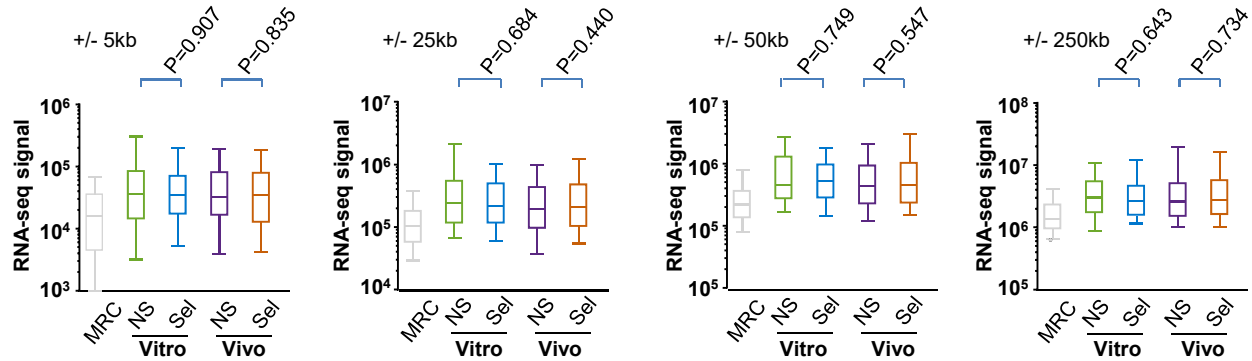 +/- 5kb
P=0.907
P=0.835
RNA-seq signal
10⁶
10⁵
10⁴
10³
MRC
NS
Sel
NS
Sel
Vitro
Vivo
+/- 25kb
P=0.684
P=0.440
RNA-seq signal
10⁷
10⁶
10⁵
10⁴
MRC
NS
Sel
NS
Sel
Vitro
Vivo
+/- 50kb
P=0.749
P=0.547
RNA-seq signal
10⁷
10⁶
10⁵
10⁵
MRC
NS
Sel
NS
Sel
Vitro
Vivo
+/- 250kb
P=0.643
P=0.734
RNA-seq signal
10⁸
10⁷
10⁶
10⁵
MRC
NS
Sel
NS
Sel
Vitro
Vivo